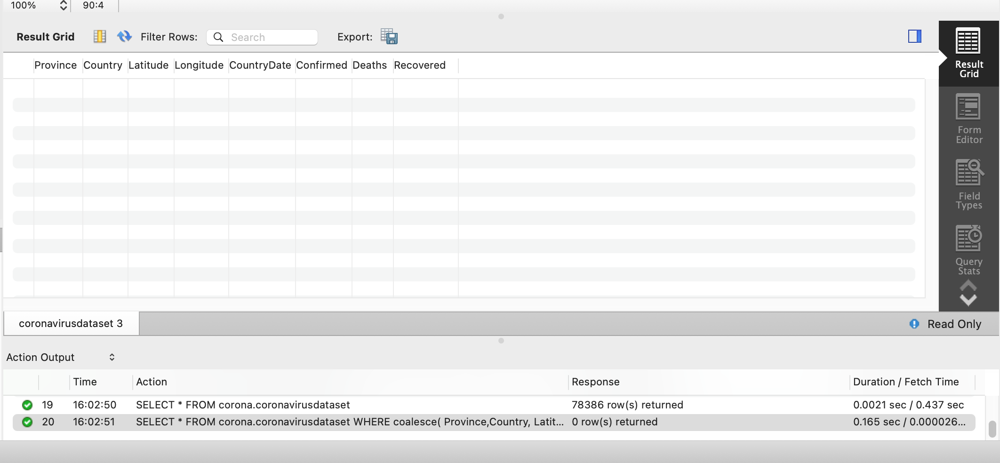 100% 90:4
Result Grid Filter Rows: Search Export:
Province Country Latitude Longitude CountryDate Confirmed Deaths Recovered
Result
Grid
Form
Editor
Field
Types
Query
Stats
coronavirusdataset 3 Read Only
Action Output
Time Action Response Duration / Fetch Time
19 16:02:50 SELECT * FROM corona.coronavirusdataset 78386 row(s) returned 0.0021 sec / 0.437 sec
20 16:02:51 SELECT * FROM corona.coronavirusdataset WHERE coalesce( Province,Country, Latit... 0 row(s) returned 0.165 sec / 0.000026...